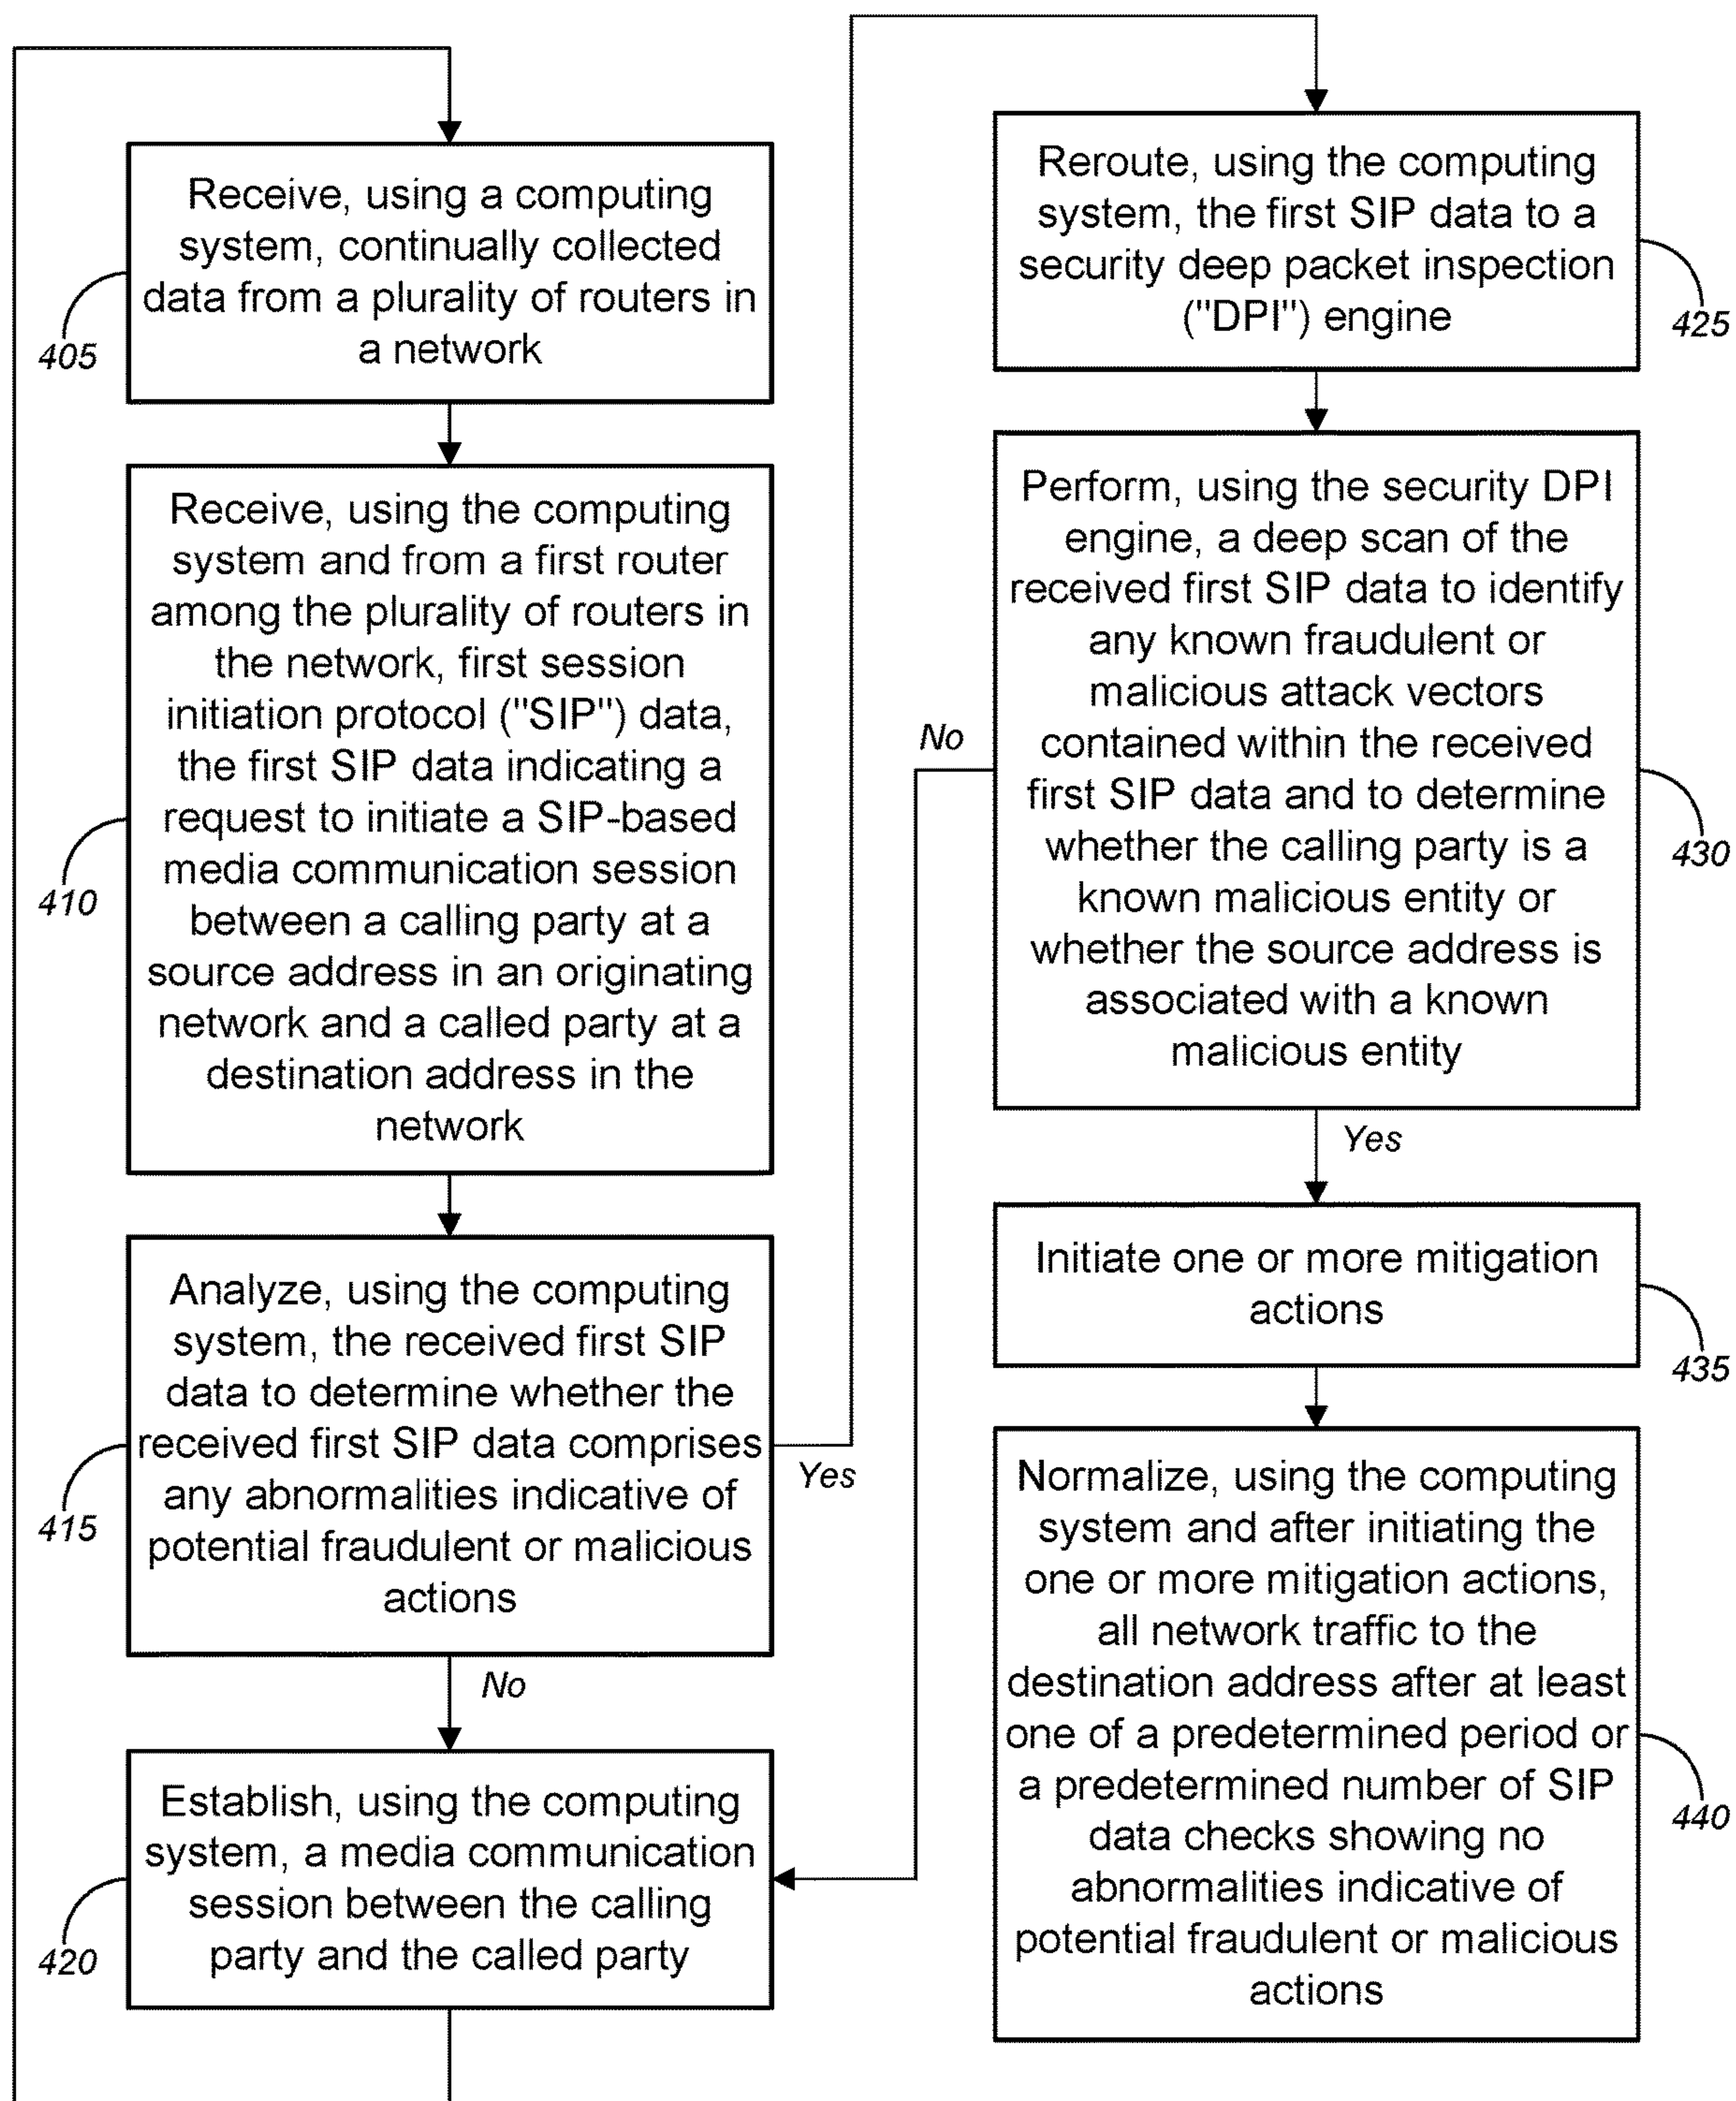 Receive, using a computing
system, continually collected
data from a plurality of routers in
a network
405
Receive, using the computing
system and from a first router
among the plurality of routers in
the network, first session
initiation protocol ("SIP") data,
the first SIP data indicating a
request to initiate a SIP-based
media communication session
between a calling party at a
source address in an originating
network and a called party at a
destination address in the
network
410
Analyze, using the computing
system, the received first SIP
data to determine whether the
received first SIP data comprises
any abnormalities indicative of
potential fraudulent or malicious
actions
415
Yes
No
Establish, using the computing
system, a media communication
session between the calling
party and the called party
420
Reroute, using the computing
system, the first SIP data to a
security deep packet inspection
("DPI") engine
425
Perform, using the security DPI
engine, a deep scan of the
received first SIP data to identify
any known fraudulent or
malicious attack vectors
contained within the received
first SIP data and to determine
whether the calling party is a
known malicious entity or
whether the source address is
associated with a known
malicious entity
430
No
Yes
Initiate one or more mitigation
actions
435
Normalize, using the computing
system and after initiating the
one or more mitigation actions,
all network traffic to the
destination address after at least
one of a predetermined period or
a predetermined number of SIP
data checks showing no
abnormalities indicative of
potential fraudulent or malicious
actions
440